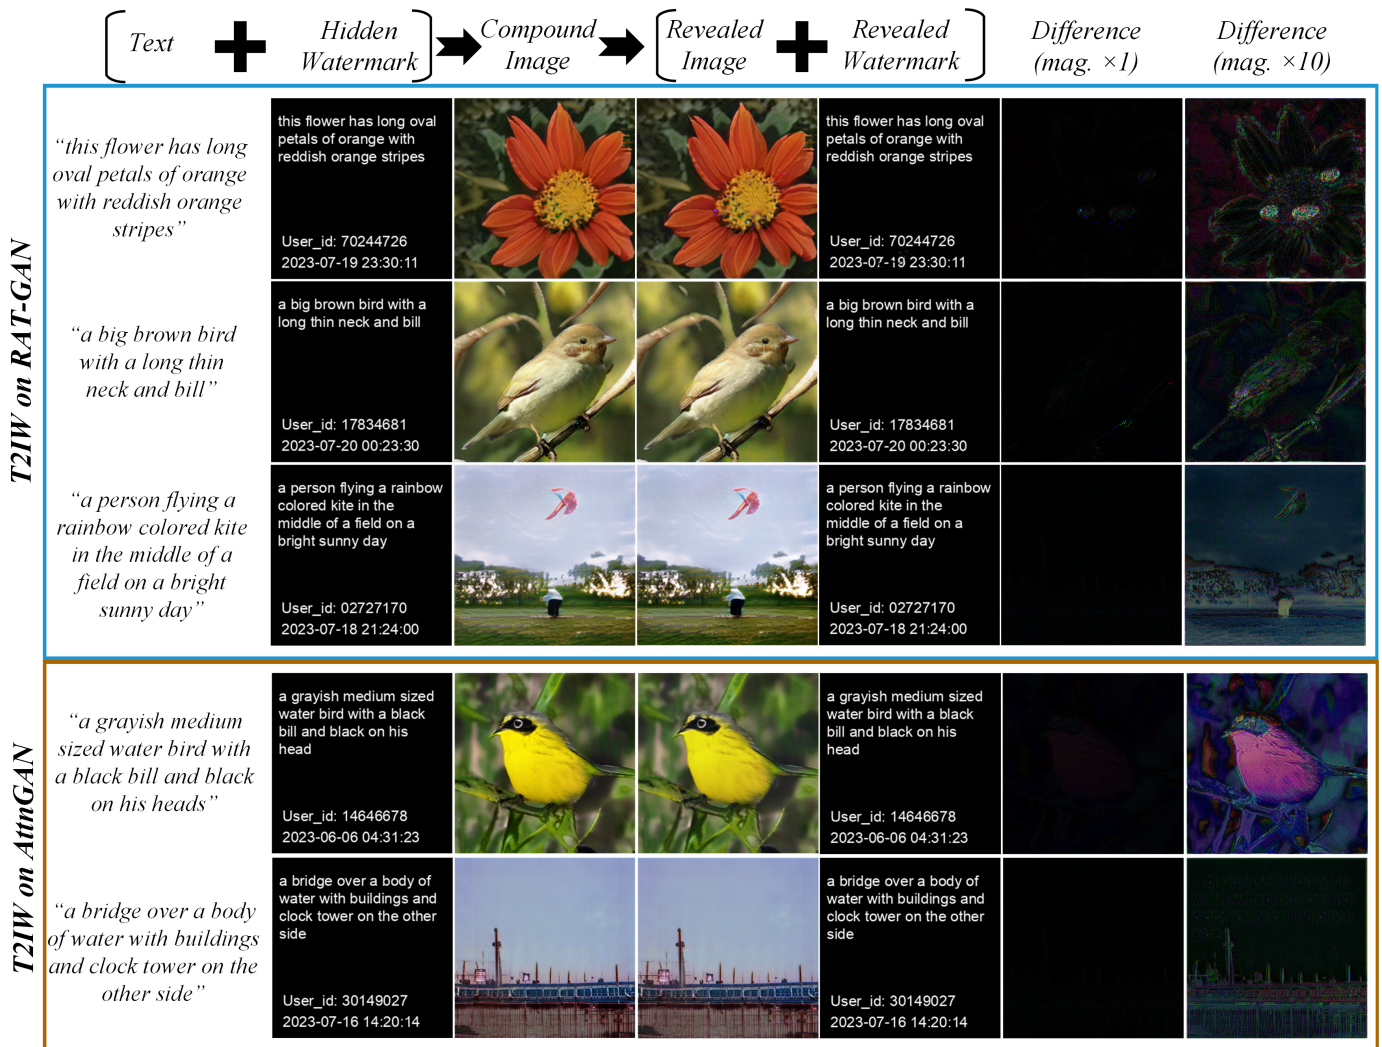 Text
Hidden
Watermark
Compound
Image
Revealed
Image
Revealed
Watermark
Difference
(mag. ×1)
Difference
(mag. ×10)
T2IW on RAT-GAN
“this flower has long
oval petals of orange
with reddish orange
stripes”
this flower has long oval
petals of orange with
reddish orange stripes
User_id: 70244726
2023-07-19 23:30:11
this flower has long oval
petals of orange with
reddish orange stripes
User_id: 70244726
2023-07-19 23:30:11
“a big brown bird
with a long thin
neck and bill”
a big brown bird with a
long thin neck and bill
User_id: 17834681
2023-07-20 00:23:30
a big brown bird with a
long thin neck and bill
User_id: 17834681
2023-07-20 00:23:30
“a person flying a
rainbow colored kite
in the middle of a
field on a bright
sunny day”
a person flying a rainbow
colored kite in the
middle of a field on a
bright sunny day
User_id: 02727170
2023-07-18 21:24:00
a person flying a rainbow
colored kite in the
middle of a field on a
bright sunny day
User_id: 02727170
2023-07-18 21:24:00
T2IW on AttnGAN
“a grayish medium
sized water bird with
a black bill and black
on his heads”
a grayish medium sized
water bird with a black
bill and black on his
head
User_id: 14646678
2023-06-06 04:31:23
a grayish medium sized
water bird with a black
bill and black on his
head
User_id: 14646678
2023-06-06 04:31:23
“a bridge over a body
of water with buildings
and clock tower on the
other side”
a bridge over a body of
water with buildings and
clock tower on the other
side
User_id: 30149027
2023-07-16 14:20:14
a bridge over a body of
water with buildings and
clock tower on the other
side
User_id: 30149027
2023-07-16 14:20:14